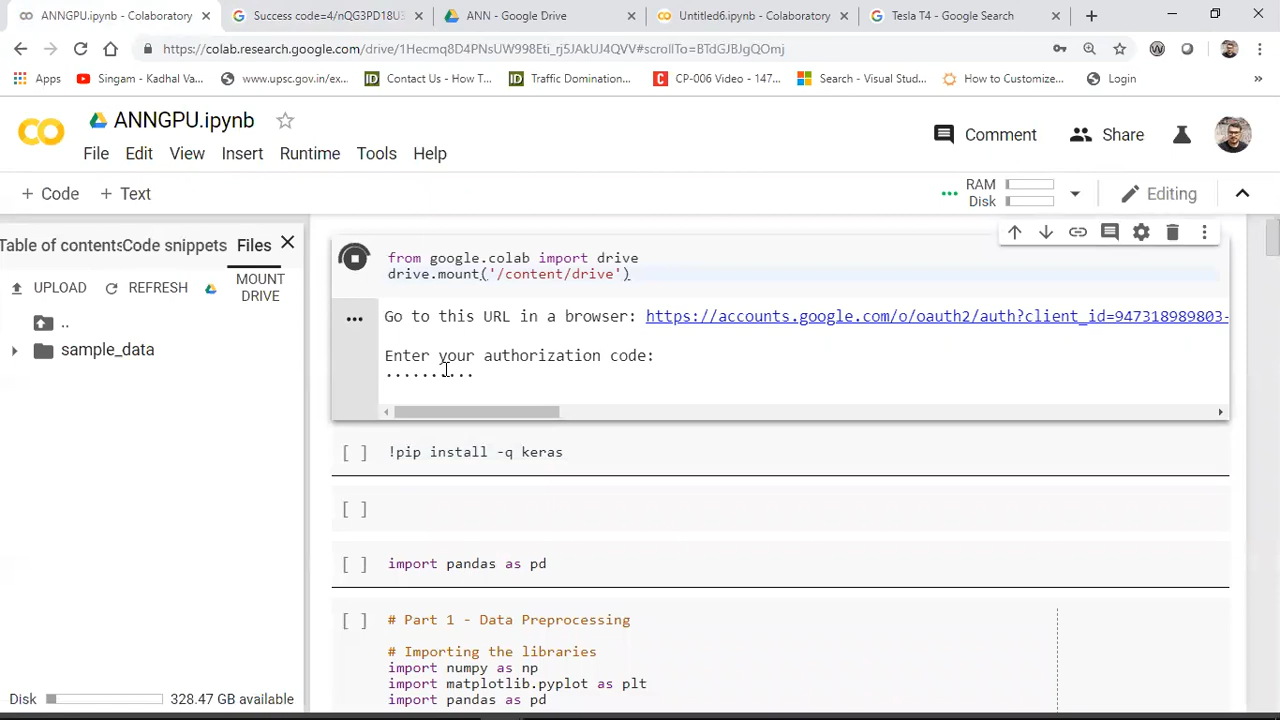 ANNGPU.ipynb - Colaboratory
Success code=4/nQG3PD18U3
ANN - Google Drive
Untitled6.ipynb - Colaboratory
Tesla T4 - Google Search
https://colab.research.google.com/drive/1Hecmq8D4PNsUW998Eti_rj5JAkUJ4QVV#scrollTo=BTdGJBJgQOmj
Apps
Singam - Kadhal Va...
www.upsc.gov.in/ex...
Contact Us - How T...
Traffic Domination...
CP-006 Video - 147...
Search - Visual Stud...
How to Customize...
Login
»
ANNGPU.ipynb
Comment
Share
File Edit View Insert Runtime Tools Help
+ Code + Text
RAM
Disk
Editing
Table of contents Code snippets Files
UPLOAD REFRESH MOUNT
DRIVE
..
sample_data
Disk 328.47 GB available
from google.colab import drive
drive.mount('/content/drive')
Go to this URL in a browser: https://accounts.google.com/o/oauth2/auth?client_id=947318989803-
Enter your authorization code:
...........
[ ] !pip install -q keras
[ ]
[ ] import pandas as pd
[ ] # Part 1 - Data Preprocessing
# Importing the libraries
import numpy as np
import matplotlib.pyplot as plt
import pandas as pd